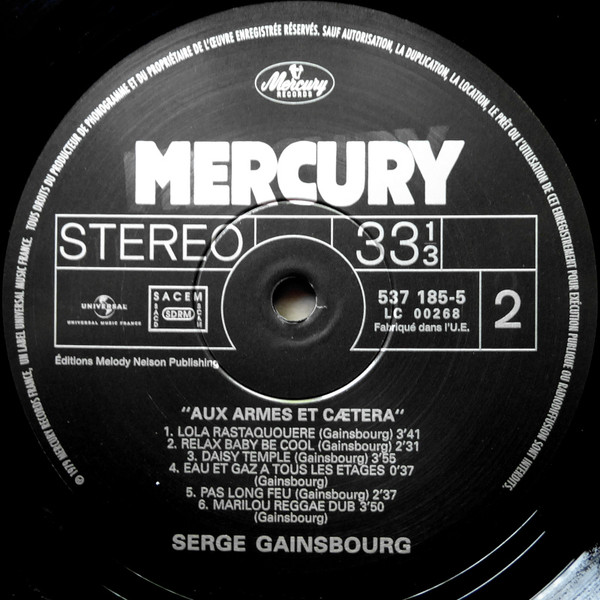 TOUS DROITS DU PRODUCTEUR DE PHONOGRAMME ET DU PROPRIÉTAIRE DE L'ŒUVRE ENREGISTRÉE RÉSERVÉS. SAUF AUTORISATION, LA DUPLICATION, LA LOCATION, LE PRÊT OU L'UTILISATION DE CET ENREGISTREMENT POUR EXÉCUTION PUBLIQUE OU RADIODIFFUSION SONT INTERDITS.
Mercury
RECORDS
MERCURY
STEREO
33 1/3
UNIVERSAL
UNIVERSAL MUSIC FRANCE
SACEM
SACD
SDRM
SCAM
537 185-5
LC 00268
Fabriqué dans l'U.E.
2
Éditions Melody Nelson Publishing
"AUX ARMES ET CÆTERA"
1. LOLA RASTAQUOUERE (Gainsbourg) 3'41
2. RELAX BABY BE COOL (Gainsbourg) 2'31
3. DAISY TEMPLE (Gainsbourg) 3'55
4. EAU ET GAZ A TOUS LES ETAGES 0'37
(Gainsbourg)
5. PAS LONG FEU (Gainsbourg) 2'37
6. MARILOU REGGAE DUB 3'50
(Gainsbourg)
SERGE GAINSBOURG
℗ 1979 MERCURY RECORDS FRANCE, UN LABEL UNIVERSAL MUSIC FRANCE.